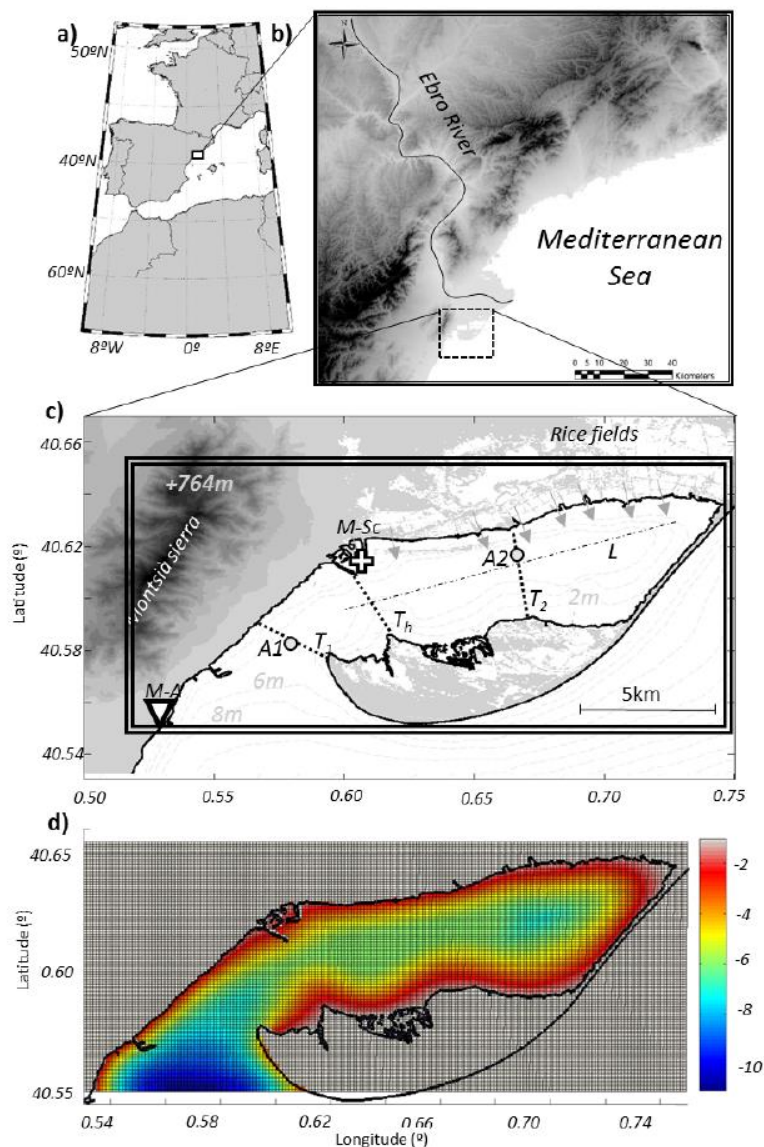 a)
50ºN
40ºN
60ºN
8ºW 0º 8ºE
b)
N
Ebro River
Mediterranean
Sea
0 5 10 20 30 40
Kilometers
c)
Rice fields
40.66
40.62
40.58
40.54
Latitude (º)
+764m
Montsia sierra
M-Sc
A2
L
T2
2m
Th
A1
T1
6m
8m
M-A
5km
0.50 0.55 0.60 0.65 0.70 0.75
d)
40.65
0.60
40.55
Latitude (º)
-2
-4
-6
-8
-10
0.54 0.58 0.62 0.66 0.70 0.74
Longitude (º)